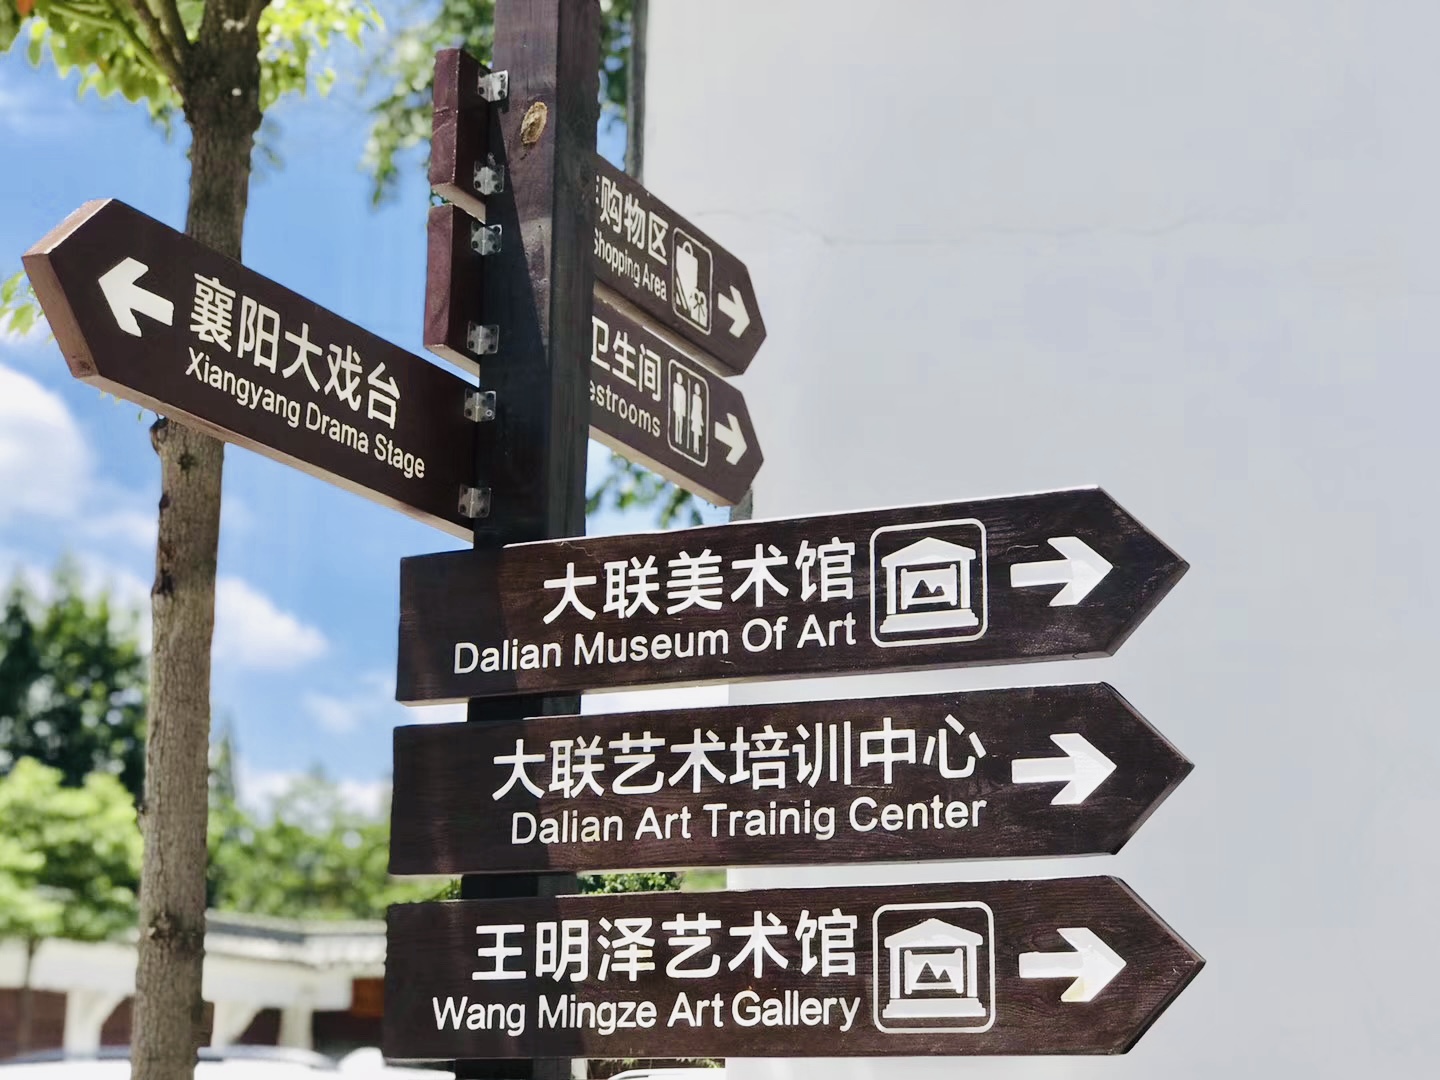 购物区
Shopping Area
卫生间
estrooms
襄阳大戏台
Xiangyang Drama Stage
大联美术馆
Dalian Museum Of Art
大联艺术培训中心
Dalian Art Trainig Center
王明泽艺术馆
Wang Mingze Art Gallery